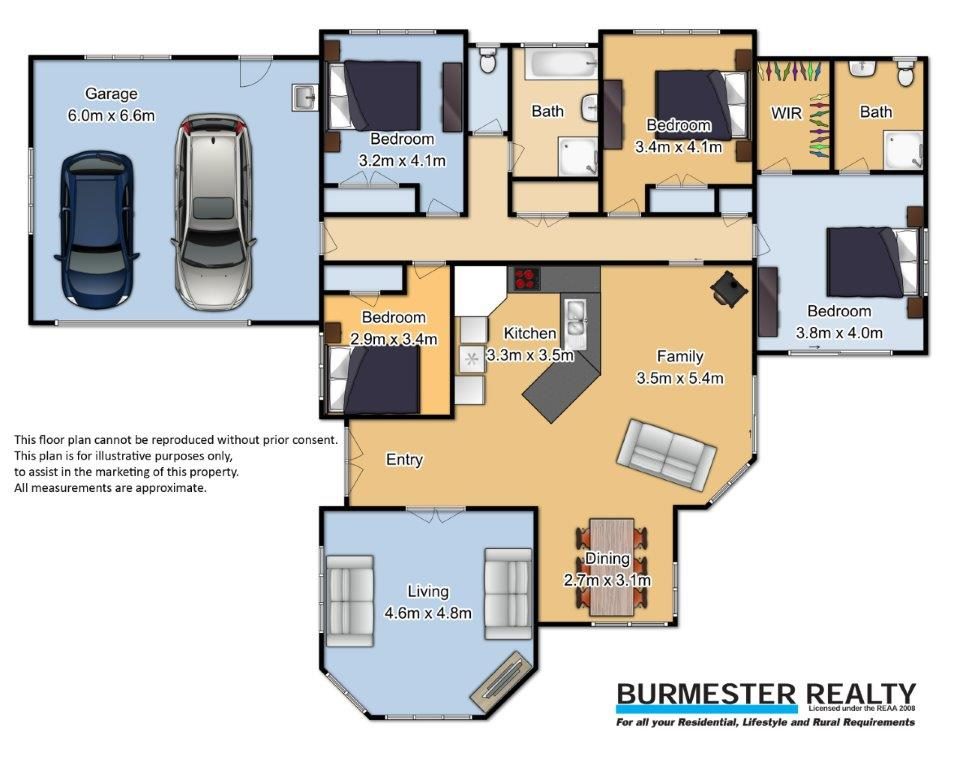 Garage
6.0m x 6.6m
Bedroom
3.2m x 4.1m
Bath
Bedroom
3.4m x 4.1m
WIR
Bath
Bedroom
2.9m x 3.4m
Kitchen
3.3m x 3.5m
Family
3.5m x 5.4m
Bedroom
3.8m x 4.0m
This floor plan cannot be reproduced without prior consent.
This plan is for illustrative purposes only,
to assist in the marketing of this property.
All measurements are approximate.
Entry
Living
4.6m x 4.8m
Dining
2.7m x 3.1m
BURMESTER REALTY
Licensed under the REAA 2008
For all your Residential, Lifestyle and Rural Requirements